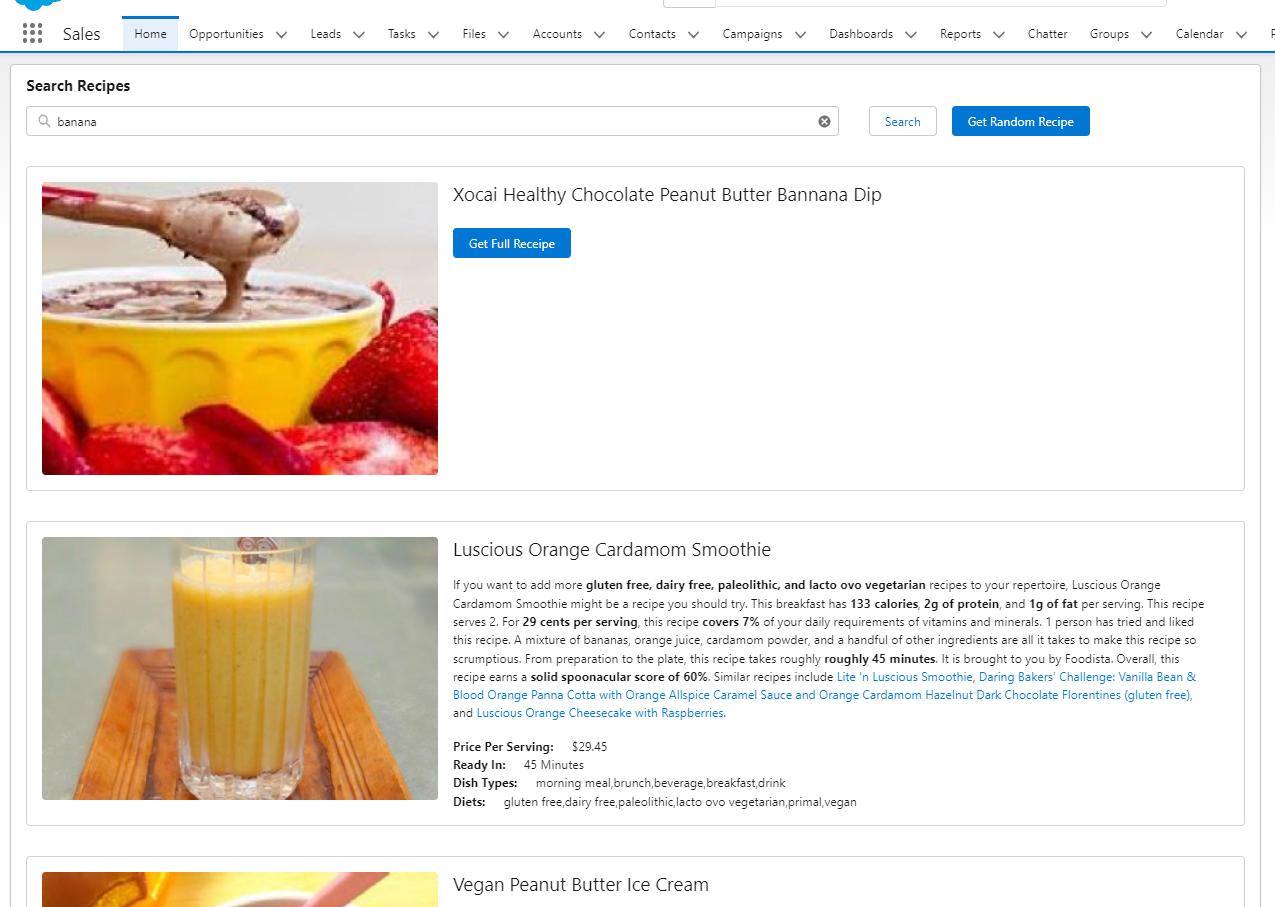 Sales Home Opportunities Leads Tasks Files Accounts Contacts Campaigns Dashboards Reports Chatter Groups Calendar
Search Recipes
banana Search Get Random Recipe
Xocai Healthy Chocolate Peanut Butter Bannana Dip
Get Full Receipe
Luscious Orange Cardamom Smoothie
If you want to add more gluten free, dairy free, paleolithic, and lacto ovo vegetarian recipes to your repertoire, Luscious Orange
Cardamom Smoothie might be a recipe you should try. This breakfast has 133 calories, 2g of protein, and 1g of fat per serving. This recipe
serves 2. For 29 cents per serving, this recipe covers 7% of your daily requirements of vitamins and minerals. 1 person has tried and liked
this recipe. A mixture of bananas, orange juice, cardamom powder, and a handful of other ingredients are all it takes to make this recipe so
scrumptious. From preparation to the plate, this recipe takes roughly roughly 45 minutes. It is brought to you by Foodista. Overall, this
recipe earns a solid spoonacular score of 60%. Similar recipes include Lite 'n Luscious Smoothie, Daring Bakers' Challenge: Vanilla Bean &
Blood Orange Panna Cotta with Orange Allspice Caramel Sauce and Orange Cardamom Hazelnut Dark Chocolate Florentines (gluten free),
and Luscious Orange Cheesecake with Raspberries.
Price Per Serving: $29.45
Ready In: 45 Minutes
Dish Types: morning meal,brunch,beverage,breakfast,drink
Diets: gluten free,dairy free,paleolithic,lacto ovo vegetarian,primal,vegan
Vegan Peanut Butter Ice Cream